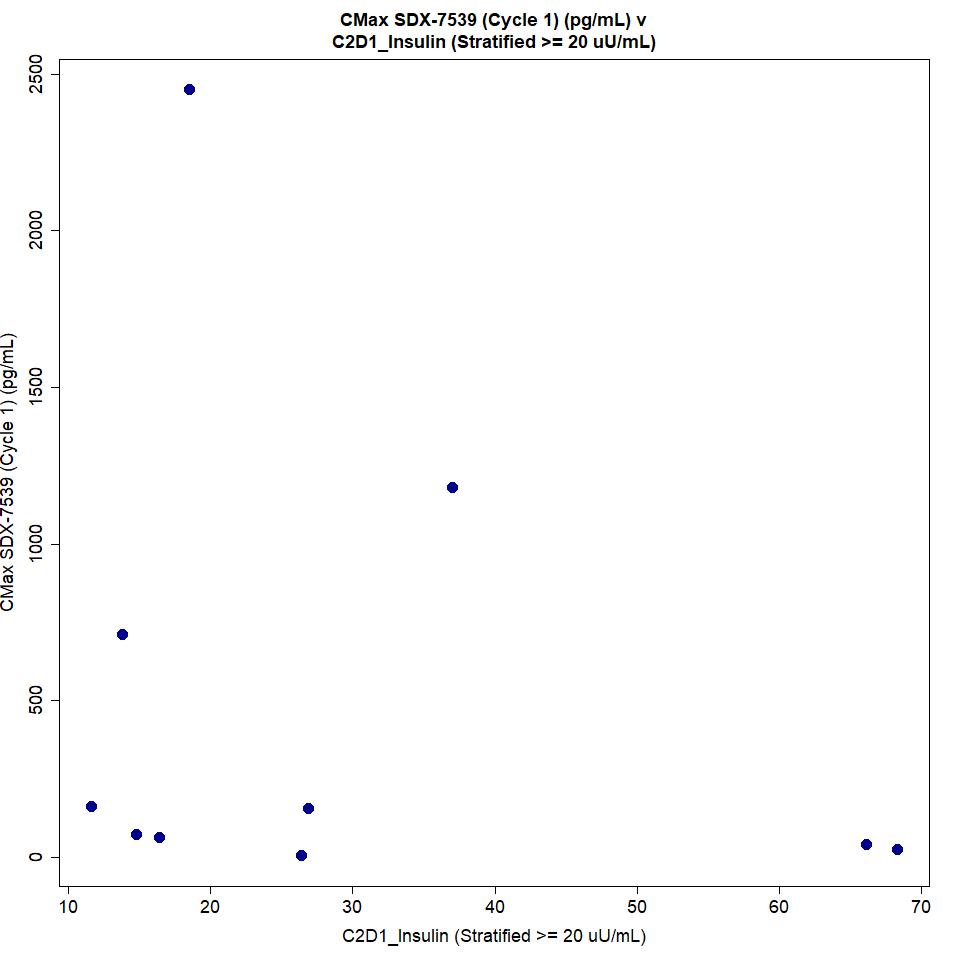 CMax SDX-7539 (Cycle 1) (pg/mL) v
C2D1_Insulin (Stratified >= 20 uU/mL)
CMax SDX-7539 (Cycle 1) (pg/mL)
2500
2000
1500
1000
500
0
10 20 30 40 50 60 70
C2D1_Insulin (Stratified >= 20 uU/mL)